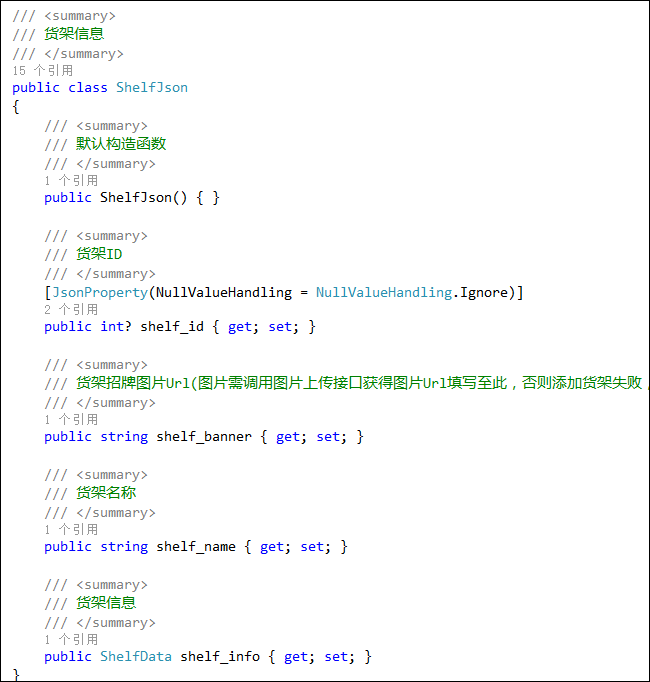 /// <summary>
/// 货架信息
/// </summary>
15 个引用
public class ShelfJson
{
/// <summary>
/// 默认构造函数
/// </summary>
1 个引用
public ShelfJson() { }
/// <summary>
/// 货架ID
/// </summary>
[JsonProperty(NullValueHandling = NullValueHandling.Ignore)]
2 个引用
public int? shelf_id { get; set; }
/// <summary>
/// 货架招牌图片Url(图片需调用图片上传接口获得图片Url填写至此，否则添加货架失败，
/// </summary>
1 个引用
public string shelf_banner { get; set; }
/// <summary>
/// 货架名称
/// </summary>
1 个引用
public string shelf_name { get; set; }
/// <summary>
/// 货架信息
/// </summary>
1 个引用
public ShelfData shelf_info { get; set; }
}